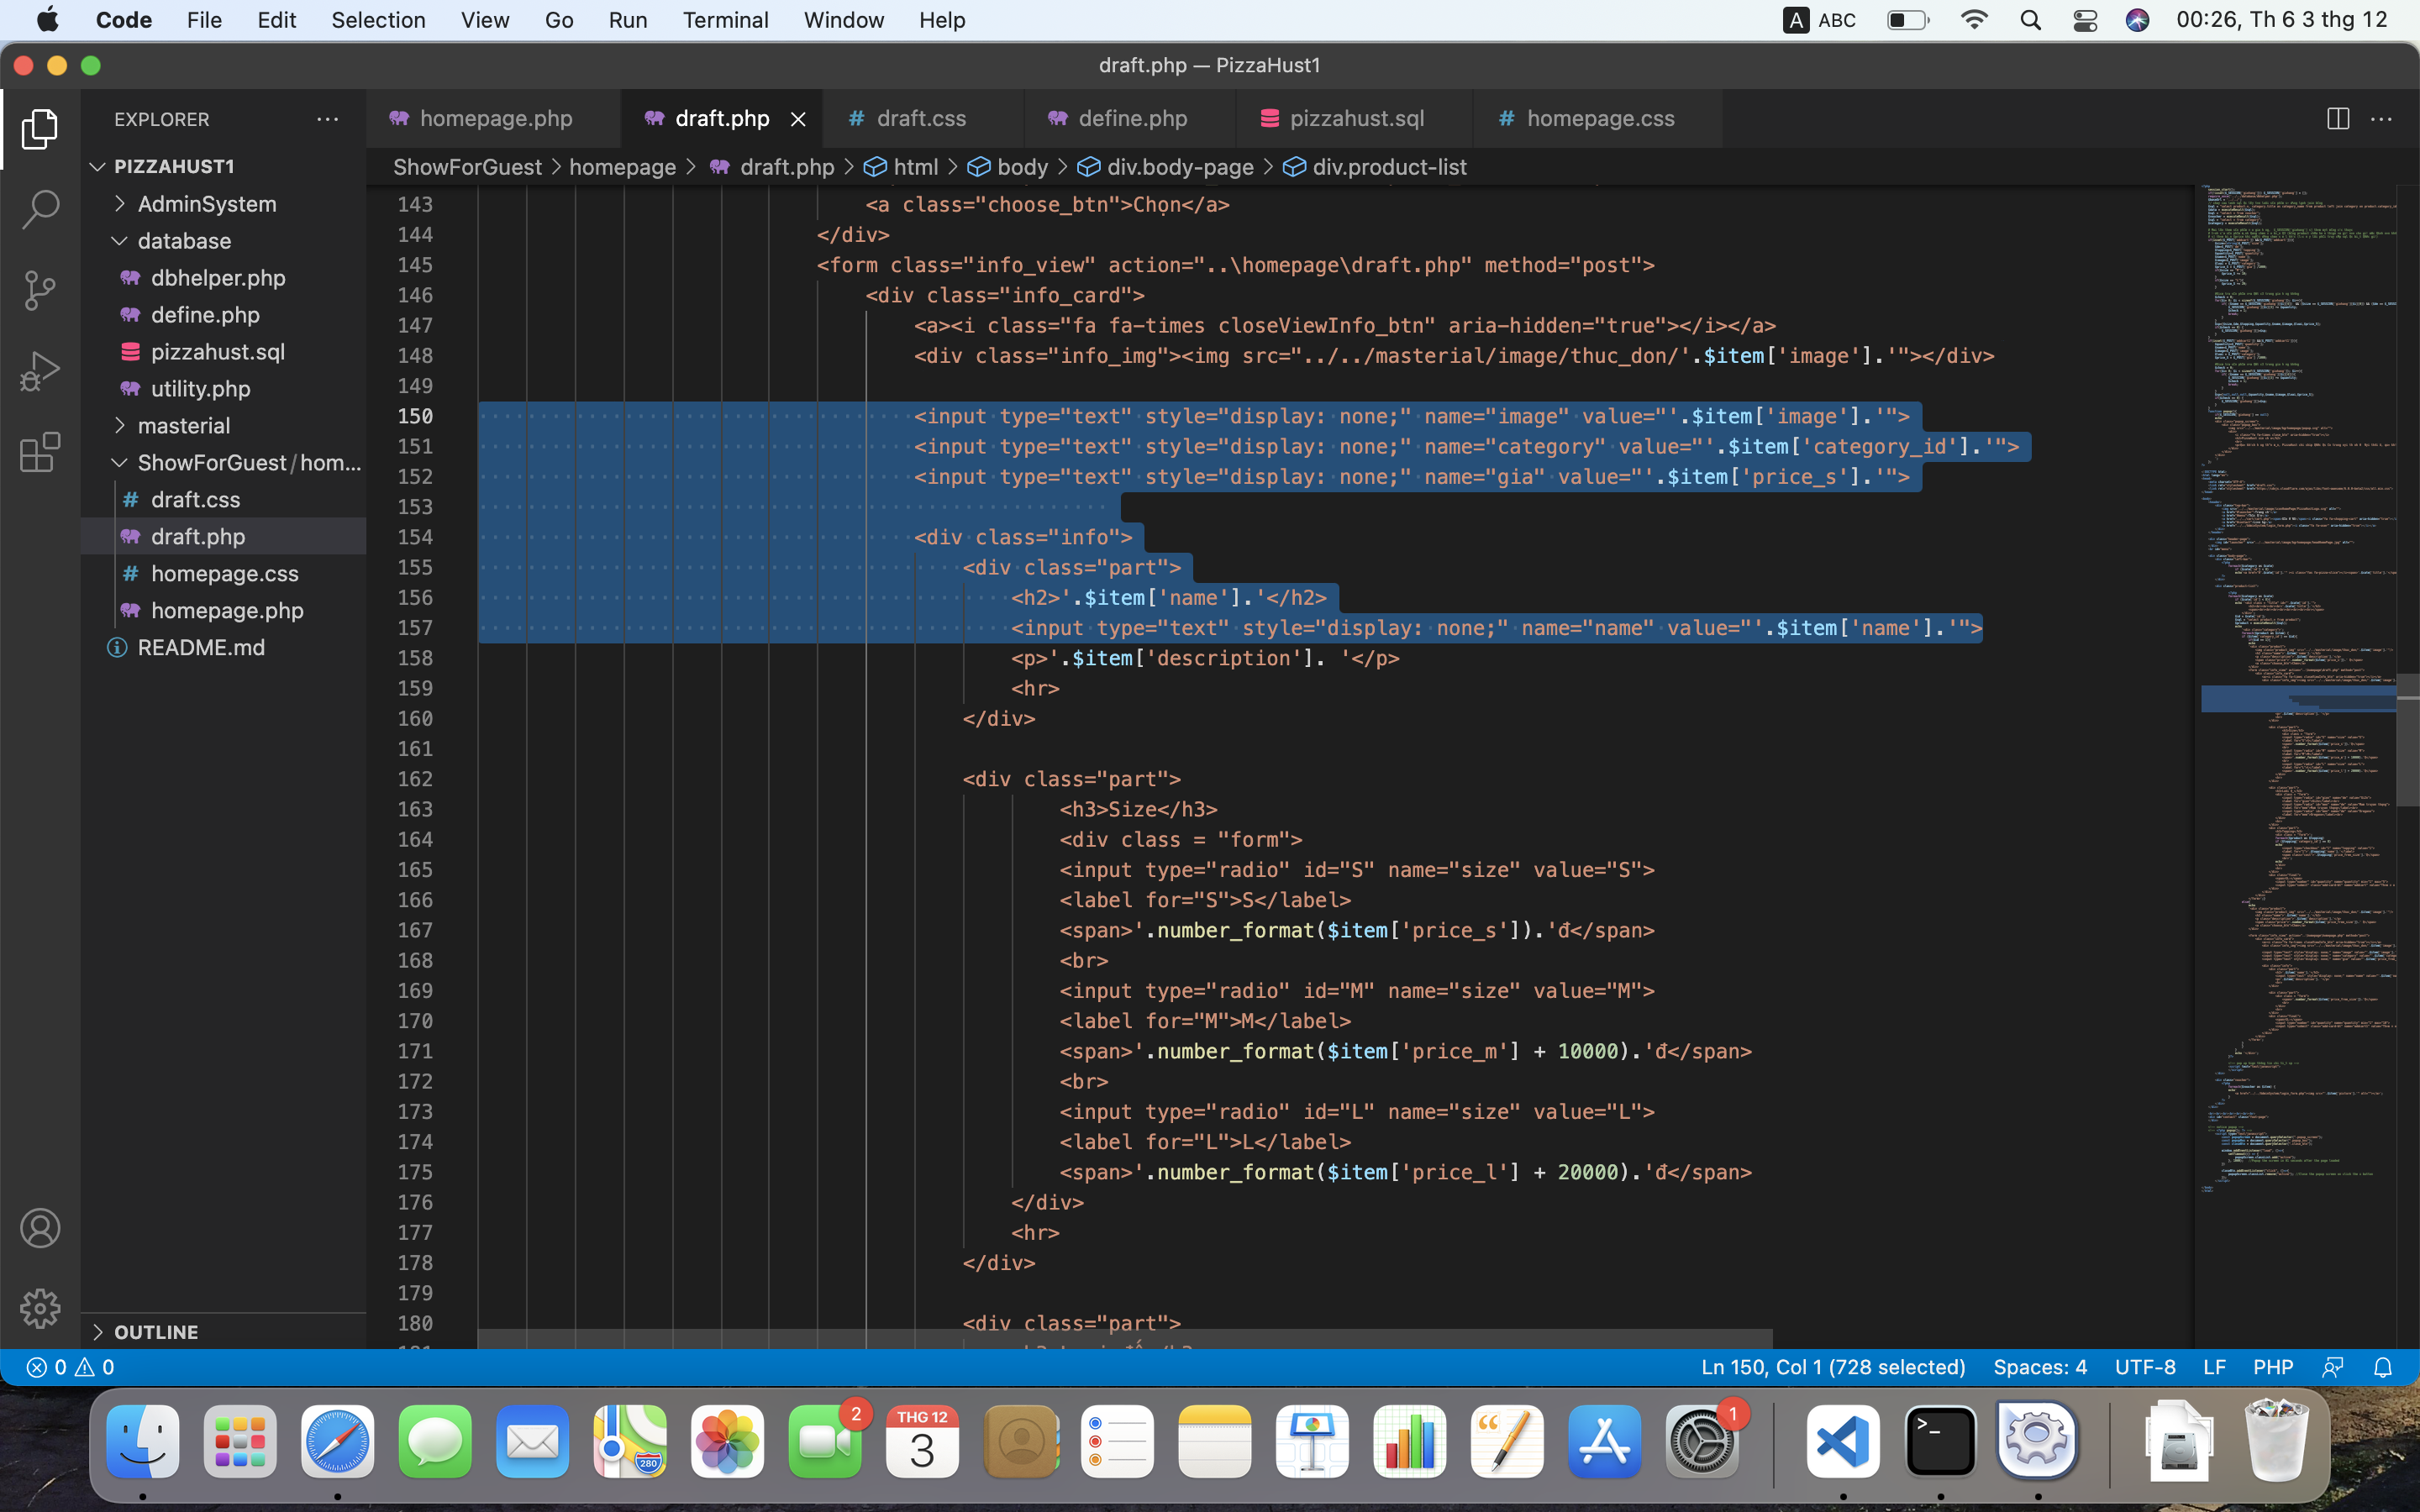 Code File Edit Selection View Go Run Terminal Window Help A ABC 00:26, Th 6 3 thg 12
draft.php — PizzaHust1
EXPLORER
homepage.php draft.php draft.css define.php pizzahust.sql homepage.css
ShowForGuest > homepage > draft.php > html > body > div.body-page > div.product-list
PIZZAHUST1
AdminSystem
database
dbhelper.php
define.php
pizzahust.sql
utility.php
masterial
ShowForGuest/hom...
draft.css
draft.php
homepage.css
homepage.php
README.md
OUTLINE
143 <a class="choose_btn">Chọn</a>
144 </div>
145 <form class="info_view" action="..\homepage\draft.php" method="post">
146 <div class="info_card">
147 <a><i class="fa fa-times closeViewInfo_btn" aria-hidden="true"></i></a>
148 <div class="info_img"><img src="../../masterial/image/thuc_don/'.$item['image'].'"></div>
149
150 <input type="text" style="display: none;" name="image" value="'.$item['image'].'">
151 <input type="text" style="display: none;" name="category" value="'.$item['category_id'].'">
152 <input type="text" style="display: none;" name="gia" value="'.$item['price_s'].'">
153
154 <div class="info">
155 <div class="part">
156 <h2>'.$item['name'].'</h2>
157 <input type="text" style="display: none;" name="name" value="'.$item['name'].'">
158 <p>'.$item['description']. '</p>
159 <hr>
160 </div>
161
162 <div class="part">
163 <h3>Size</h3>
164 <div class = "form">
165 <input type="radio" id="S" name="size" value="S">
166 <label for="S">S</label>
167 <span>'.number_format($item['price_s']).'đ</span>
168 <br>
169 <input type="radio" id="M" name="size" value="M">
170 <label for="M">M</label>
171 <span>'.number_format($item['price_m'] + 10000).'đ</span>
172 <br>
173 <input type="radio" id="L" name="size" value="L">
174 <label for="L">L</label>
175 <span>'.number_format($item['price_l'] + 20000).'đ</span>
176 </div>
177 <hr>
178 </div>
179
180 <div class="part">
0 0 Ln 150, Col 1 (728 selected) Spaces: 4 UTF-8 LF PHP
2
THG 12
3
1
280